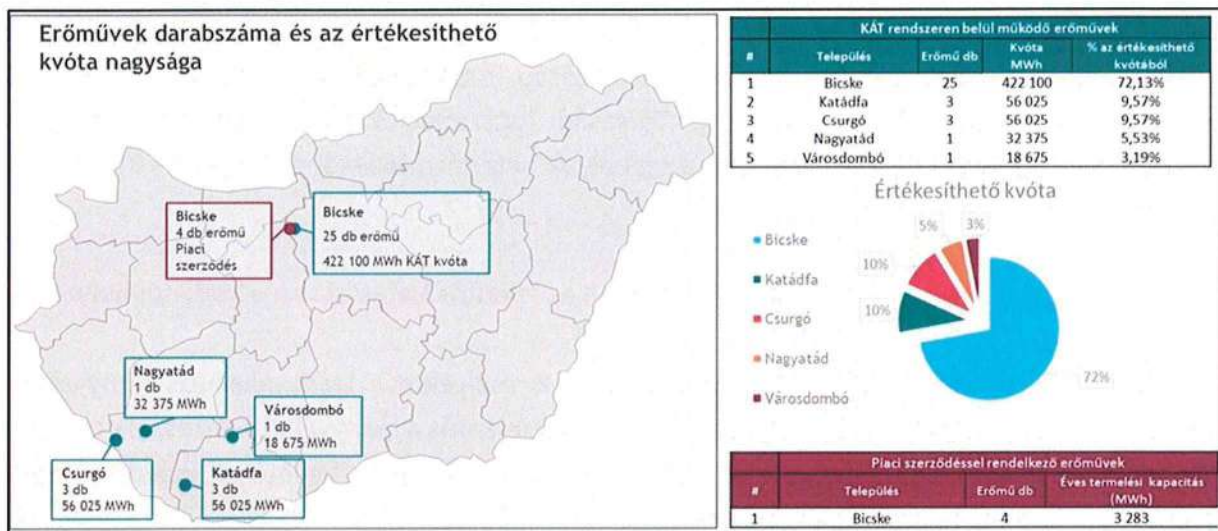 Erőművek darabszáma és az értékesíthető
kvóta nagysága
Bicske
4 db erőmű
Piaci
szerződés
Bicske
25 db erőmű
422 100 MWh KÁT kvóta
Nagyatád
1 db
32 375 MWh
Városdombó
1 db
18 675 MWh
Csurgó
3 db
56 025 MWh
Katádfa
3 db
56 025 MWh
KÁT rendszeren belül működő erőművek
# Település Erőmű db Kvóta MWh % az értékesíthető kvótából
1 Bicske 25 422 100 72,13%
2 Katádfa 3 56 025 9,57%
3 Csurgó 3 56 025 9,57%
4 Nagyatád 1 32 375 5,53%
5 Városdombó 1 18 675 3,19%
Értékesíthető kvóta
Bicske
Katádfa
Csurgó
Nagyatád
Városdombó
5%
3%
10%
10%
72%
Piaci szerződéssel rendelkező erőművek
# Település Erőmű db Éves termelési kapacitás (MWh)
1 Bicske 4 3 283